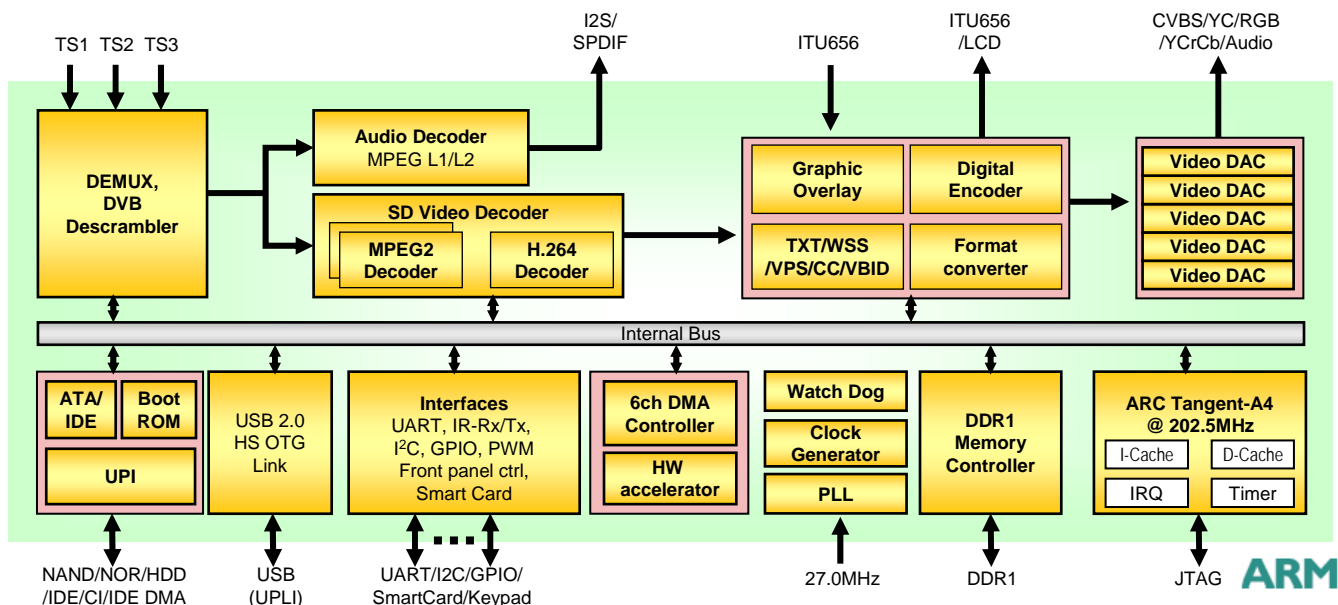 TS1 TS2 TS3
I2S/
SPDIF
ITU656
ITU656
/LCD
CVBS/YC/RGB
/YCrCb/Audio
DEMUX,
DVB
Descrambler
Audio Decoder
MPEG L1/L2
SD Video Decoder
MPEG2
Decoder
H.264
Decoder
Graphic
Overlay
Digital
Encoder
TXT/WSS
/VPS/CC/VBID
Format
converter
Video DAC
Video DAC
Video DAC
Video DAC
Video DAC
Internal Bus
ATA/
IDE
Boot
ROM
UPI
USB 2.0
HS OTG
Link
Interfaces
UART, IR-Rx/Tx,
I²C, GPIO, PWM
Front panel ctrl,
Smart Card
6ch DMA
Controller
HW
accelerator
Watch Dog
Clock
Generator
PLL
DDR1
Memory
Controller
ARC Tangent-A4
@ 202.5MHz
I-Cache
D-Cache
IRQ
Timer
NAND/NOR/HDD
/IDE/CI/IDE DMA
USB
(UPLI)
UART/I2C/GPIO/
SmartCard/Keypad
27.0MHz
DDR1
JTAG
ARM